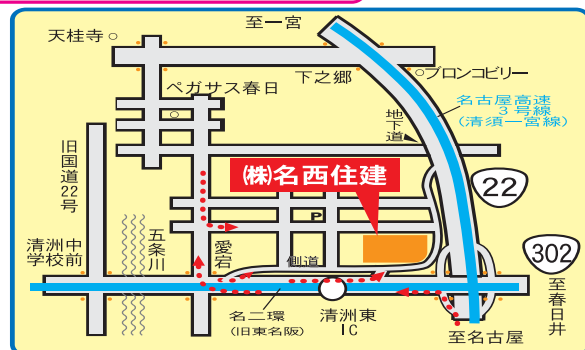 至一宮
天桂寺
下之郷
ブロンコビリー
ペガサス春日
名古屋高速
3号線
(清須一宮線)
地下道
旧国道22号
㈱名西住建
22
P
302
至春日井
清洲中
学校前
五条川
愛宕
側道
名二環
(旧東名阪)
清洲東
IC
至名古屋